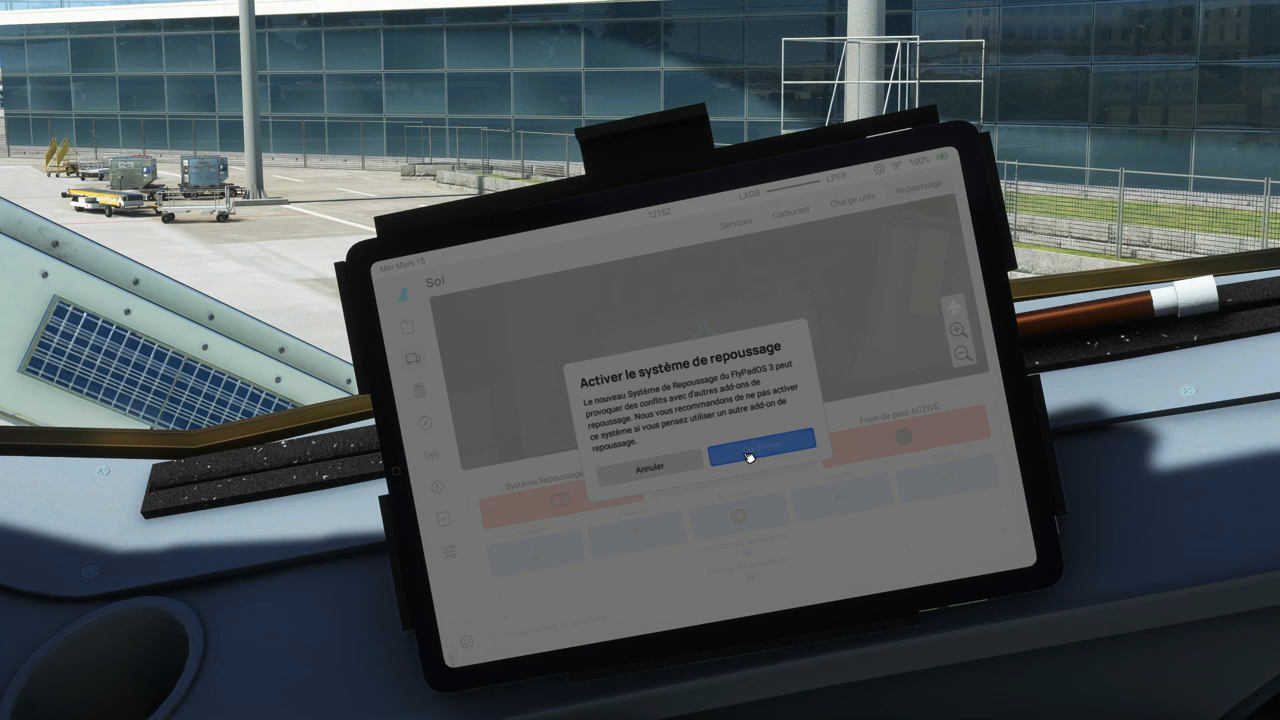 Mer Mars 15
1215Z
LXGB
LPFR
100%
Sol
Services
Carburant
Charge utile
Repoussage
Activer le système de repoussage
Le nouveau Système de Repoussage du FlyPadOS 3 peut
provoquer des conflits avec d'autres add-ons de
repoussage. Nous vous recommandons de ne pas activer
ce système si vous pensez utiliser un autre add-on de
repoussage.
Annuler
Confirmer
Système Repoussage
Frein de parc ACTIVÉ